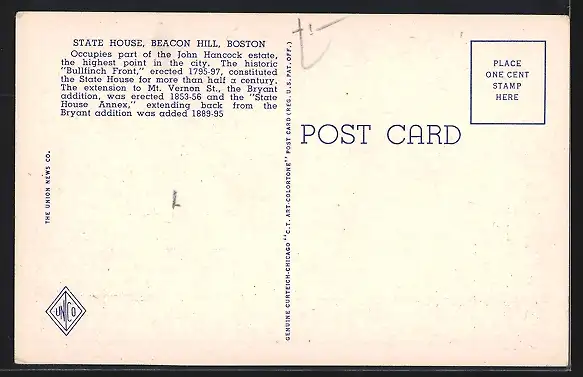 STATE HOUSE, BEACON HILL, BOSTON
Occupies part of the John Hancock estate,
the highest point in the city. The historic
"Bullfinch Front," erected 1795-97, constituted
the State House for more than half a century.
The extension to Mt. Vernon St., the Bryant
addition, was erected 1853-56 and the "State
House Annex," extending back from the
Bryant addition was added 1889-95
THE UNION NEWS CO.
UNICO
GENUINE CURTEICH-CHICAGO "C.T. ART-COLORTONE" POST CARD (REG. U.S. PAT. OFF.)
POST CARD
PLACE
ONE CENT
STAMP
HERE
L